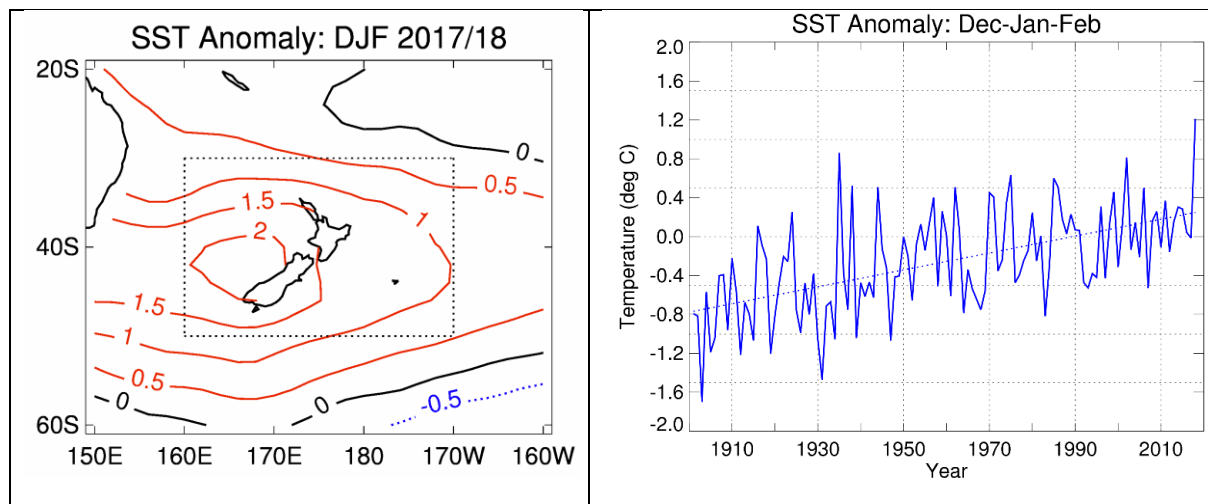 SST Anomaly: DJF 2017/18
20S
40S
60S
150E 160E 170E 180 170W 160W
0
0.5
1.5
1
2
1.5
1
0.5
0
0
-0.5
SST Anomaly: Dec-Jan-Feb
Temperature (deg C)
2.0
1.6
1.2
0.8
0.4
0.0
-0.4
-0.8
-1.2
-1.6
-2.0
1910 1930 1950 1970 1990 2010
Year